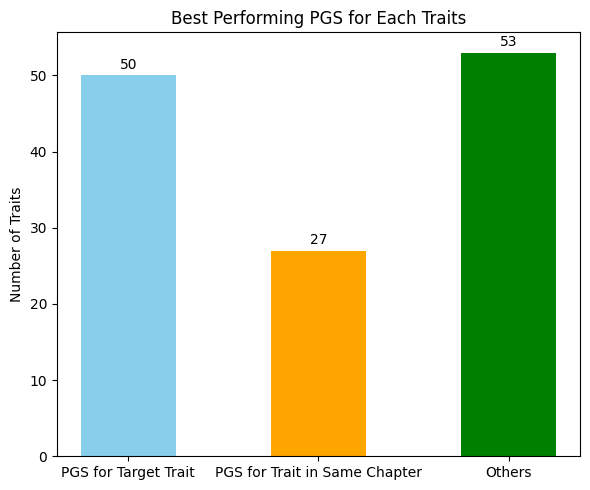 Best Performing PGS for Each Traits
Number of Traits
50
40
30
20
10
0
50
27
53
PGS for Target Trait
PGS for Trait in Same Chapter
Others